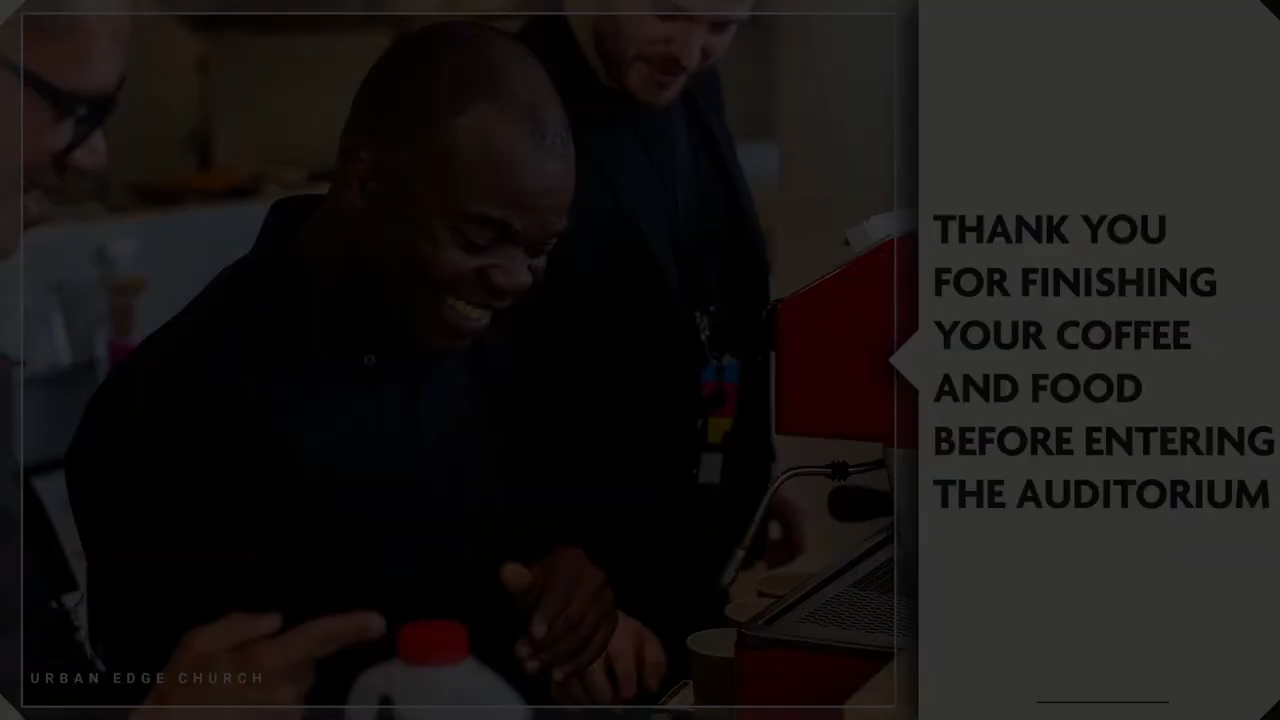 THANK YOU
FOR FINISHING
YOUR COFFEE
AND FOOD
BEFORE ENTERING
THE AUDITORIUM
URBAN EDGE CHURCH